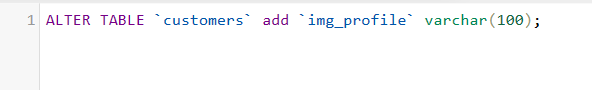 1 ALTER TABLE `customers` add `img_profile` varchar(100);